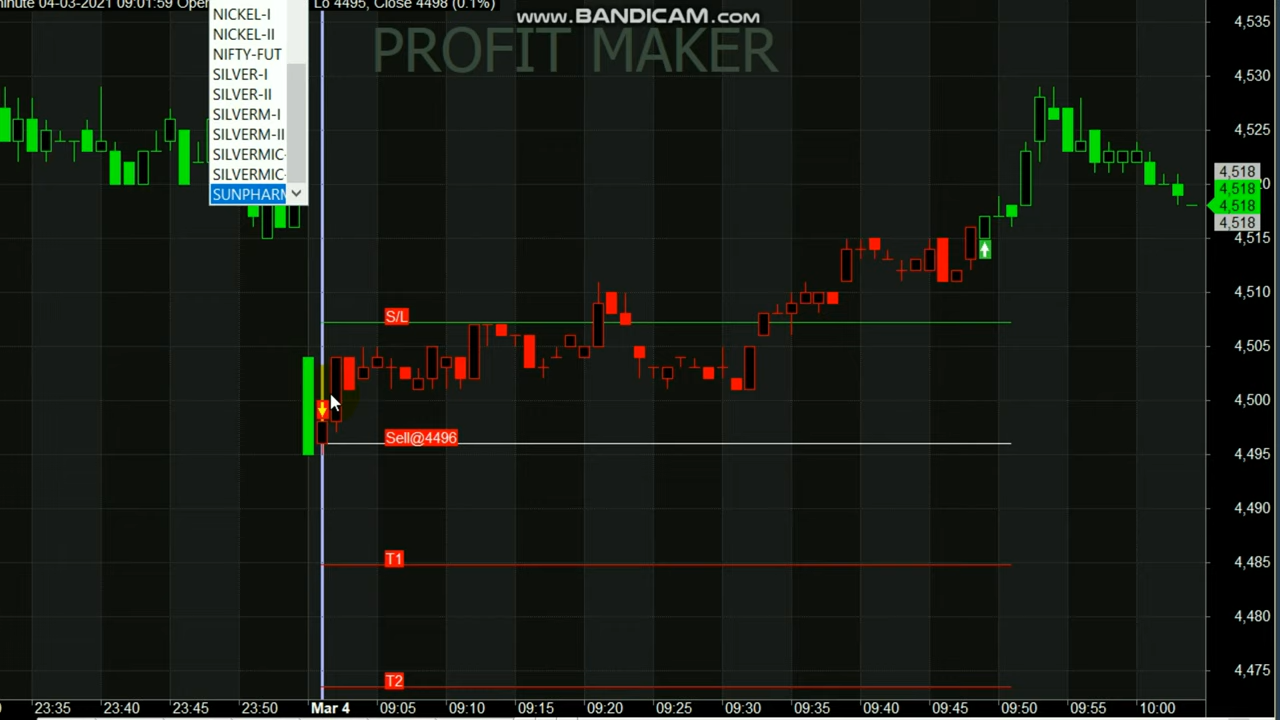 inute 04-03-2021 09:01:59 Open
Lo 4495, Close 4498 (0.1%)
www.BANDICAM.com
PROFIT MAKER
NICKEL-I
NICKEL-II
NIFTY-FUT
SILVER-I
SILVER-II
SILVERM-I
SILVERM-II
SILVERMIC-
SILVERMIC-
SUNPHARM
4,535
4,530
4,525
4,518
4,518
4,518
4,518
4,515
4,510
4,505
4,500
4,495
4,490
4,485
4,480
4,475
S/L
Sell@4496
T1
T2
23:35 23:40 23:45 23:50 Mar 4 09:05 09:10 09:15 09:20 09:25 09:30 09:35 09:40 09:45 09:50 09:55 10:00